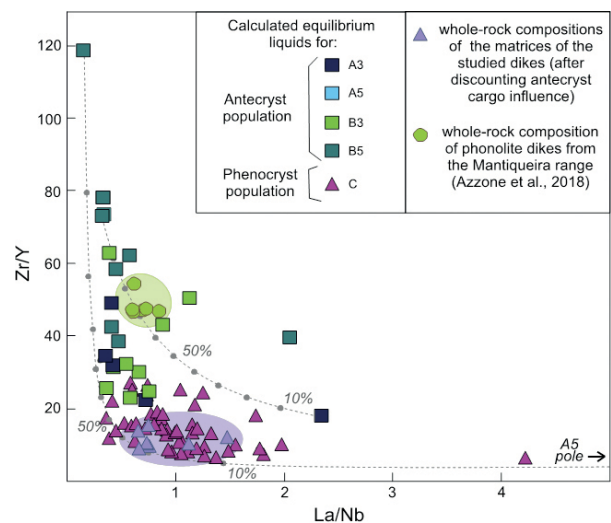 Calculated equilibrium
liquids for:
Antecryst
population
A3
A5
B3
B5
Phenocryst
population
C
whole-rock compositions
of the matrices of the
studied dikes (after
discounting antecryst
cargo influence)
whole-rock composition
of phonolite dikes from
the Mantiqueira range
(Azzone et al., 2018)
Zr/Y
120
100
80
60
40
20
50%
10%
50%
10%
A5
pole
1
2
3
4
La/Nb